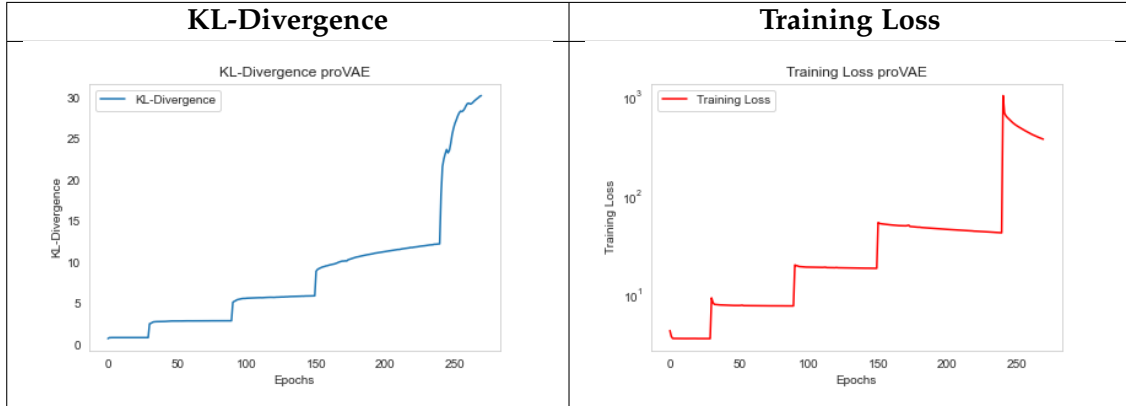 KL-Divergence
Training Loss
KL-Divergence proVAE
KL-Divergence
30
25
20
15
10
5
0
KL-Divergence
0 50 100 150 200 250
Epochs
Training Loss proVAE
Training Loss
10³
10²
10¹
Training Loss
0 50 100 150 200 250
Epochs